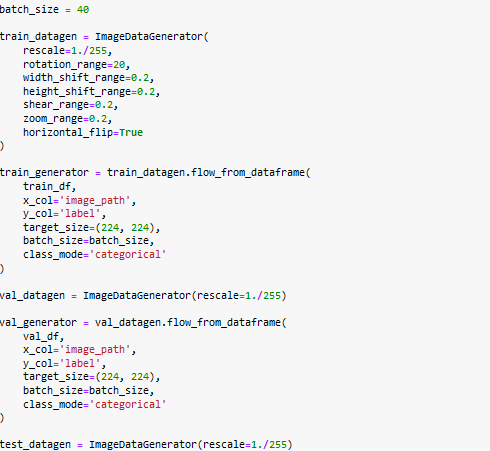 batch_size = 40
train_datagen = ImageDataGenerator(
rescale=1./255,
rotation_range=20,
width_shift_range=0.2,
height_shift_range=0.2,
shear_range=0.2,
zoom_range=0.2,
horizontal_flip=True
)
train_generator = train_datagen.flow_from_dataframe(
train_df,
x_col='image_path',
y_col='label',
target_size=(224, 224),
batch_size=batch_size,
class_mode='categorical'
)
val_datagen = ImageDataGenerator(rescale=1./255)
val_generator = val_datagen.flow_from_dataframe(
val_df,
x_col='image_path',
y_col='label',
target_size=(224, 224),
batch_size=batch_size,
class_mode='categorical'
)
test_datagen = ImageDataGenerator(rescale=1./255)